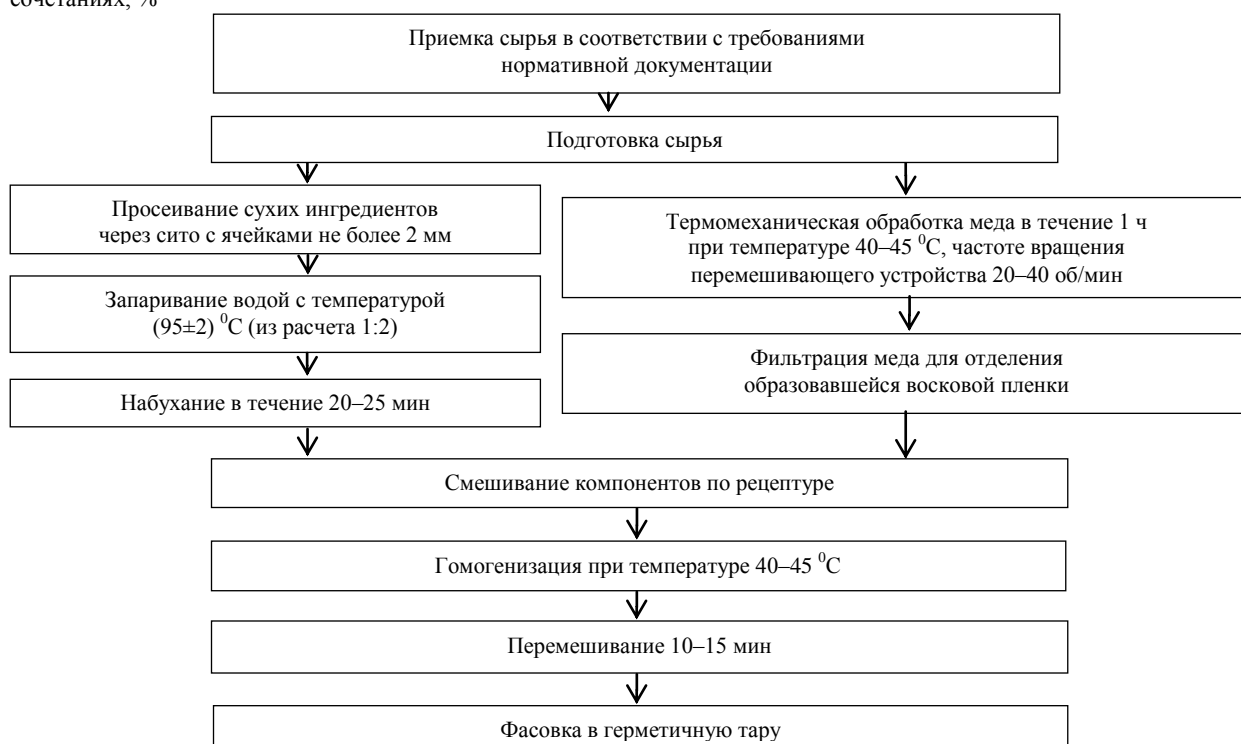 сочетаниях, %
Приемка сырья в соответствии с требованиями
нормативной документации
Подготовка сырья
Просеивание сухих ингредиентов
через сито с ячейками не более 2 мм
Запаривание водой с температурой
(95±2) ⁰С (из расчета 1:2)
Набухание в течение 20–25 мин
Термомеханическая обработка меда в течение 1 ч
при температуре 40–45 ⁰С, частоте вращения
перемешивающего устройства 20–40 об/мин
Фильтрация меда для отделения
образовавшейся восковой пленки
Смешивание компонентов по рецептуре
Гомогенизация при температуре 40–45 ⁰С
Перемешивание 10–15 мин
Фасовка в герметичную тару